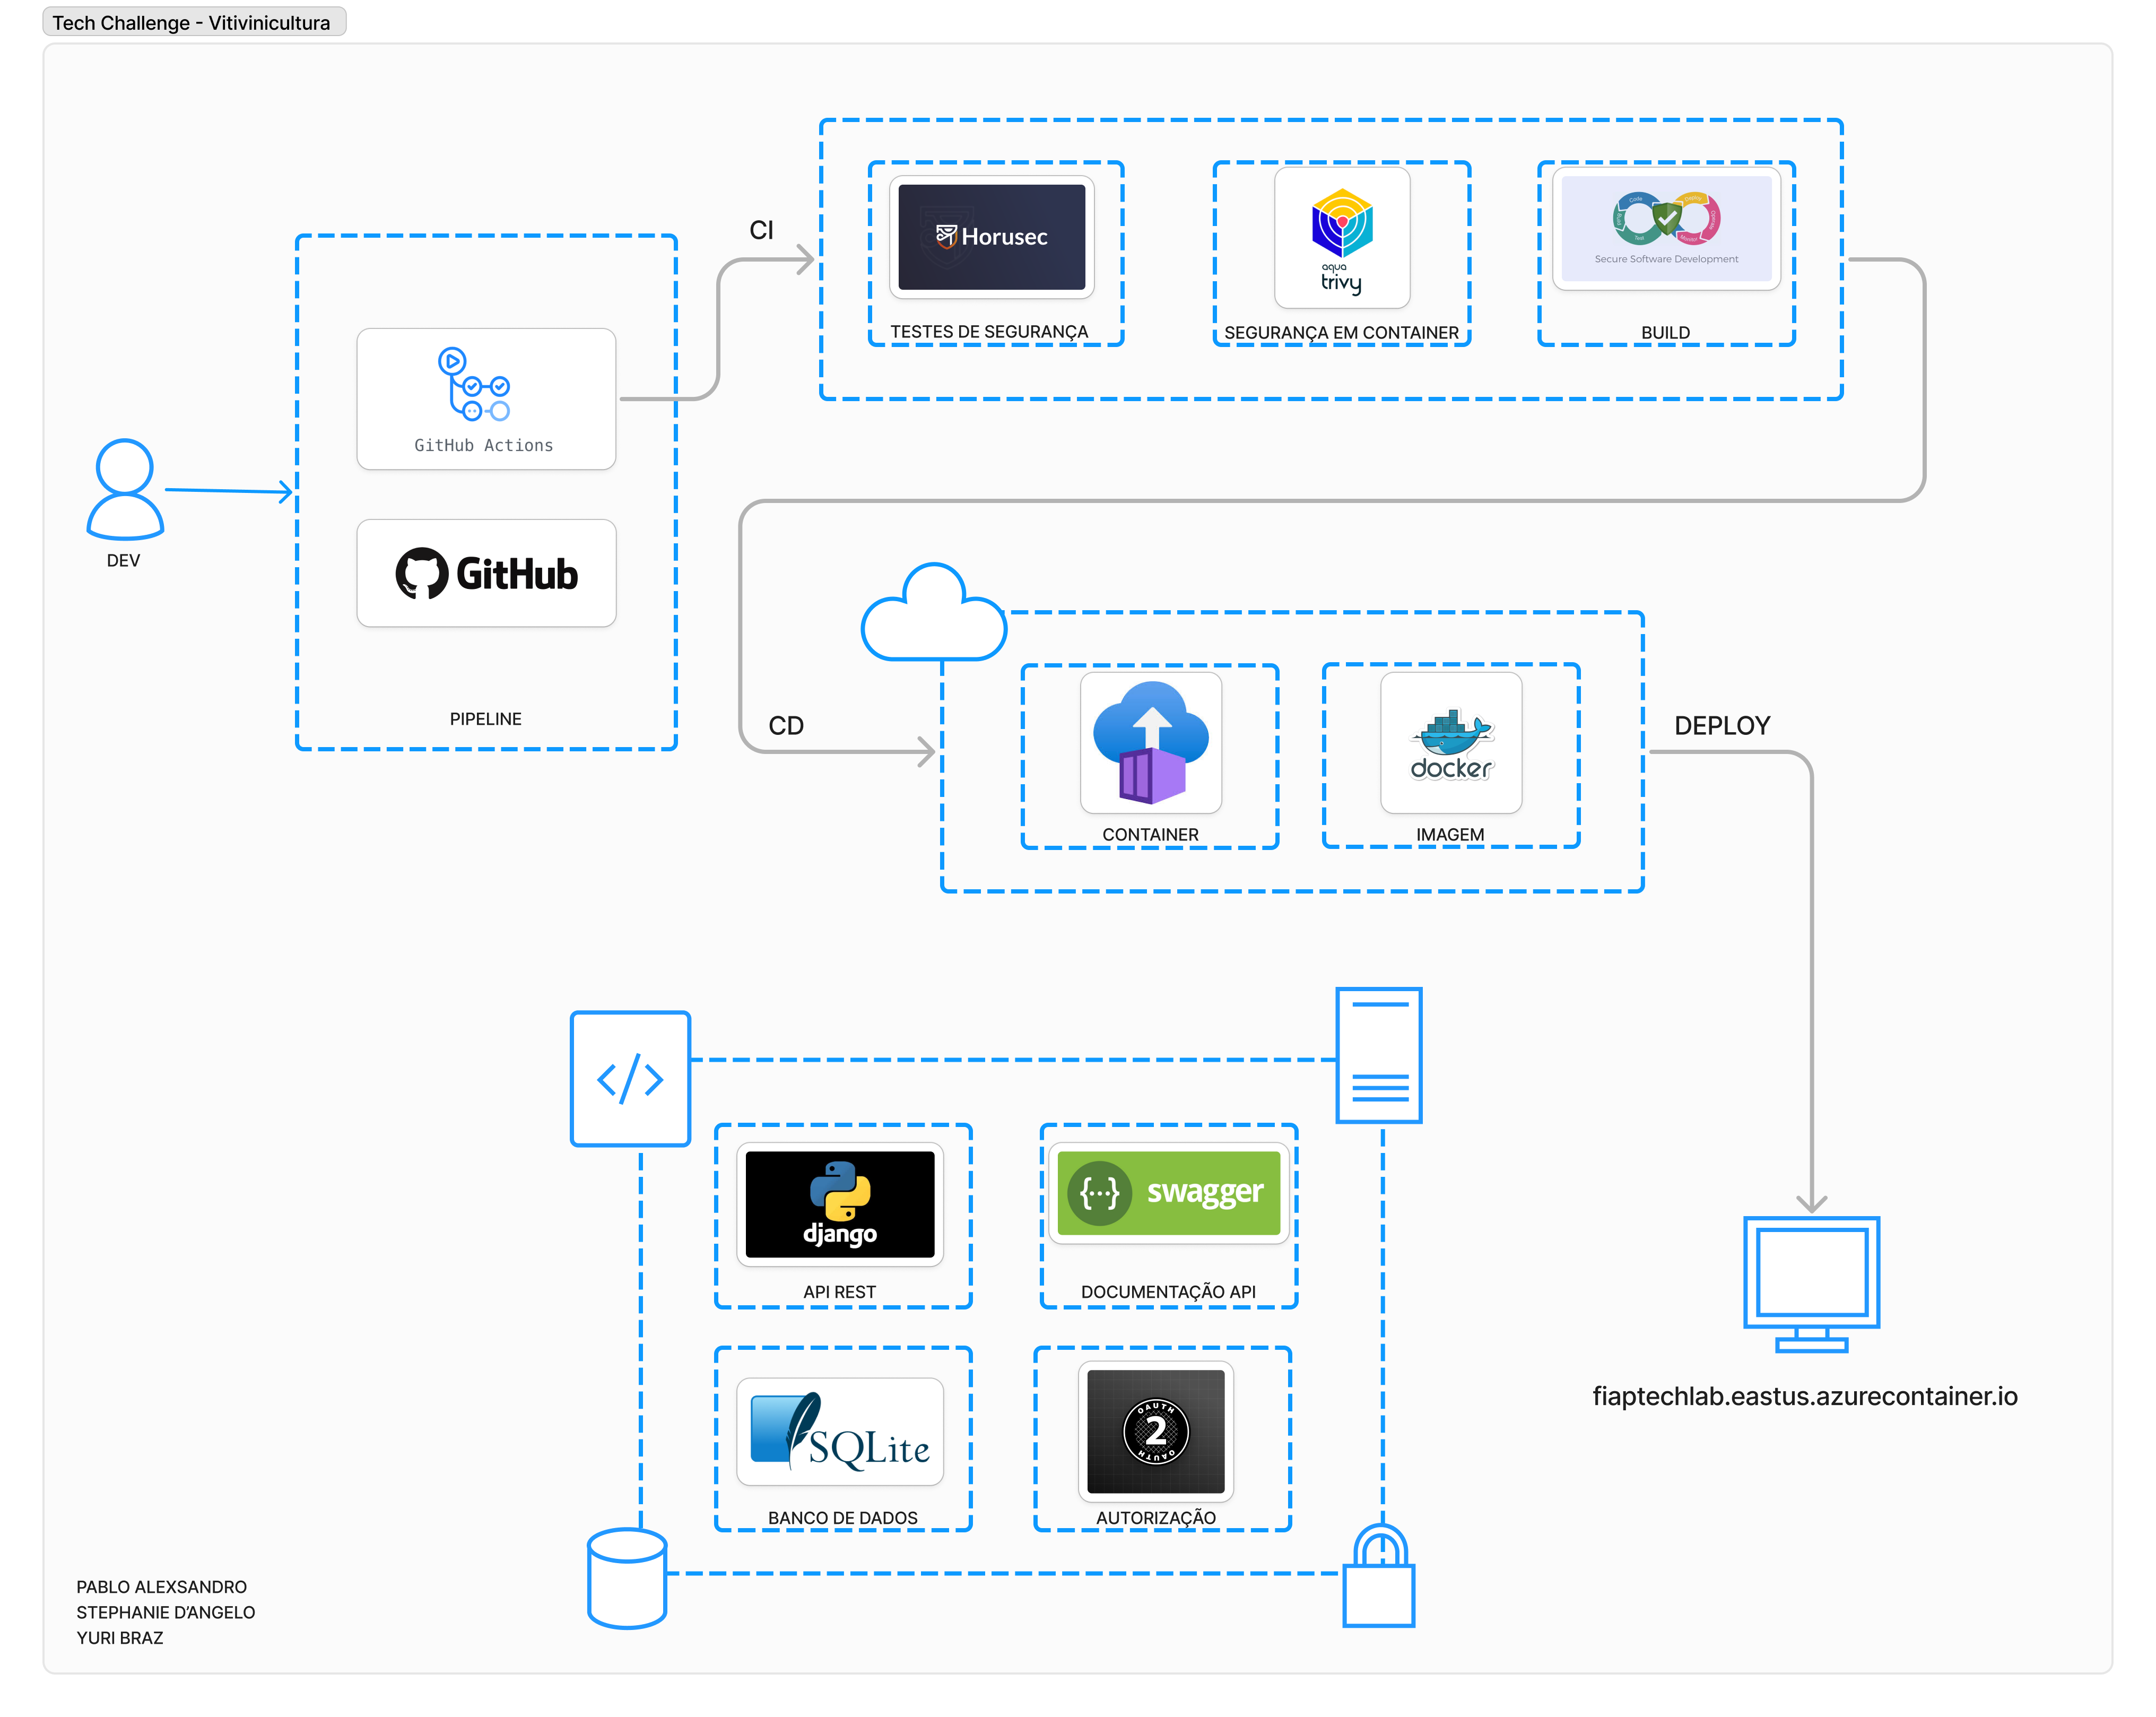 Tech Challenge - Vitivinicultura
CI
Horusec
TESTES DE SEGURANÇA
aqua
trivy
SEGURANÇA EM CONTAINER
Secure Software Development
BUILD
GitHub Actions
GitHub
PIPELINE
DEV
CD
CONTAINER
docker
IMAGEM
DEPLOY
</>
django
API REST
{···} swagger
DOCUMENTAÇÃO API
SQLite
BANCO DE DADOS
OAUTH
2
OAUTH
AUTORIZAÇÃO
fiaptechlab.eastus.azurecontainer.io
PABLO ALEXSANDRO
STEPHANIE D’ANGELO
YURI BRAZ